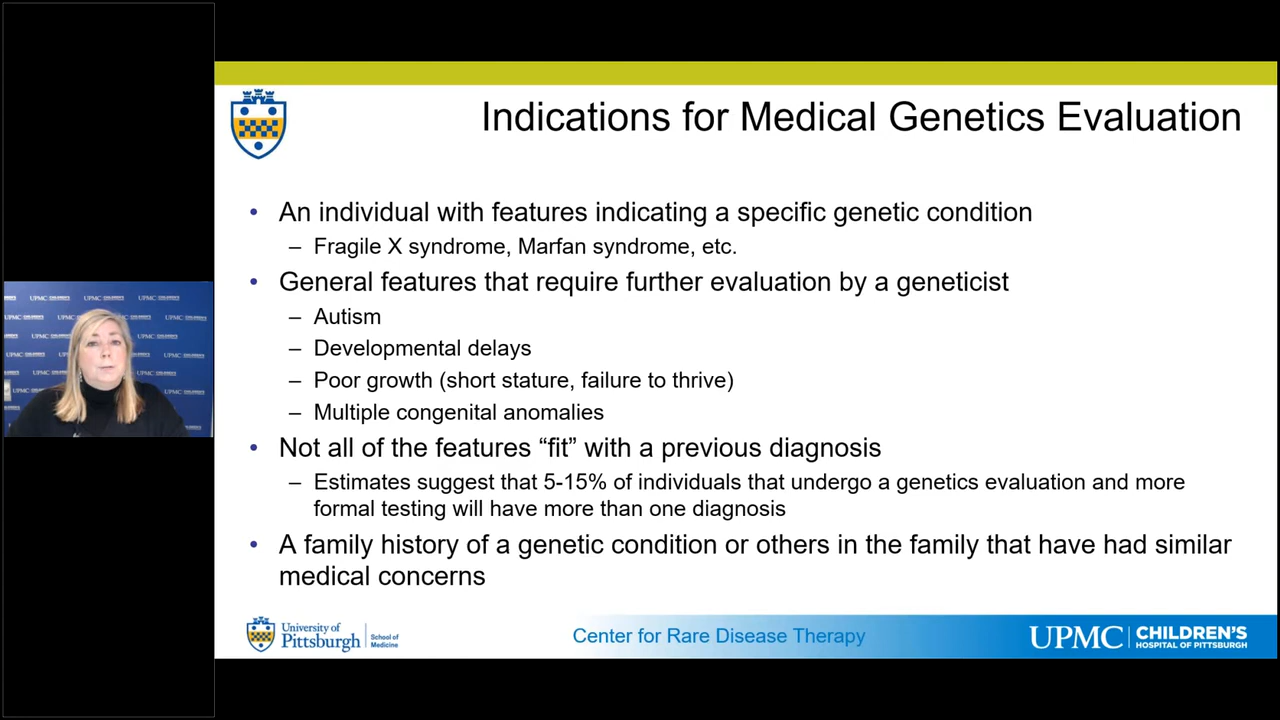 Indications for Medical Genetics Evaluation
• An individual with features indicating a specific genetic condition
– Fragile X syndrome, Marfan syndrome, etc.
• General features that require further evaluation by a geneticist
– Autism
– Developmental delays
– Poor growth (short stature, failure to thrive)
– Multiple congenital anomalies
• Not all of the features “fit” with a previous diagnosis
– Estimates suggest that 5-15% of individuals that undergo a genetics evaluation and more
formal testing will have more than one diagnosis
• A family history of a genetic condition or others in the family that have had similar
medical concerns
University of
Pittsburgh
School of
Medicine
Center for Rare Disease Therapy
UPMC
CHILDREN'S
HOSPITAL OF PITTSBURGH